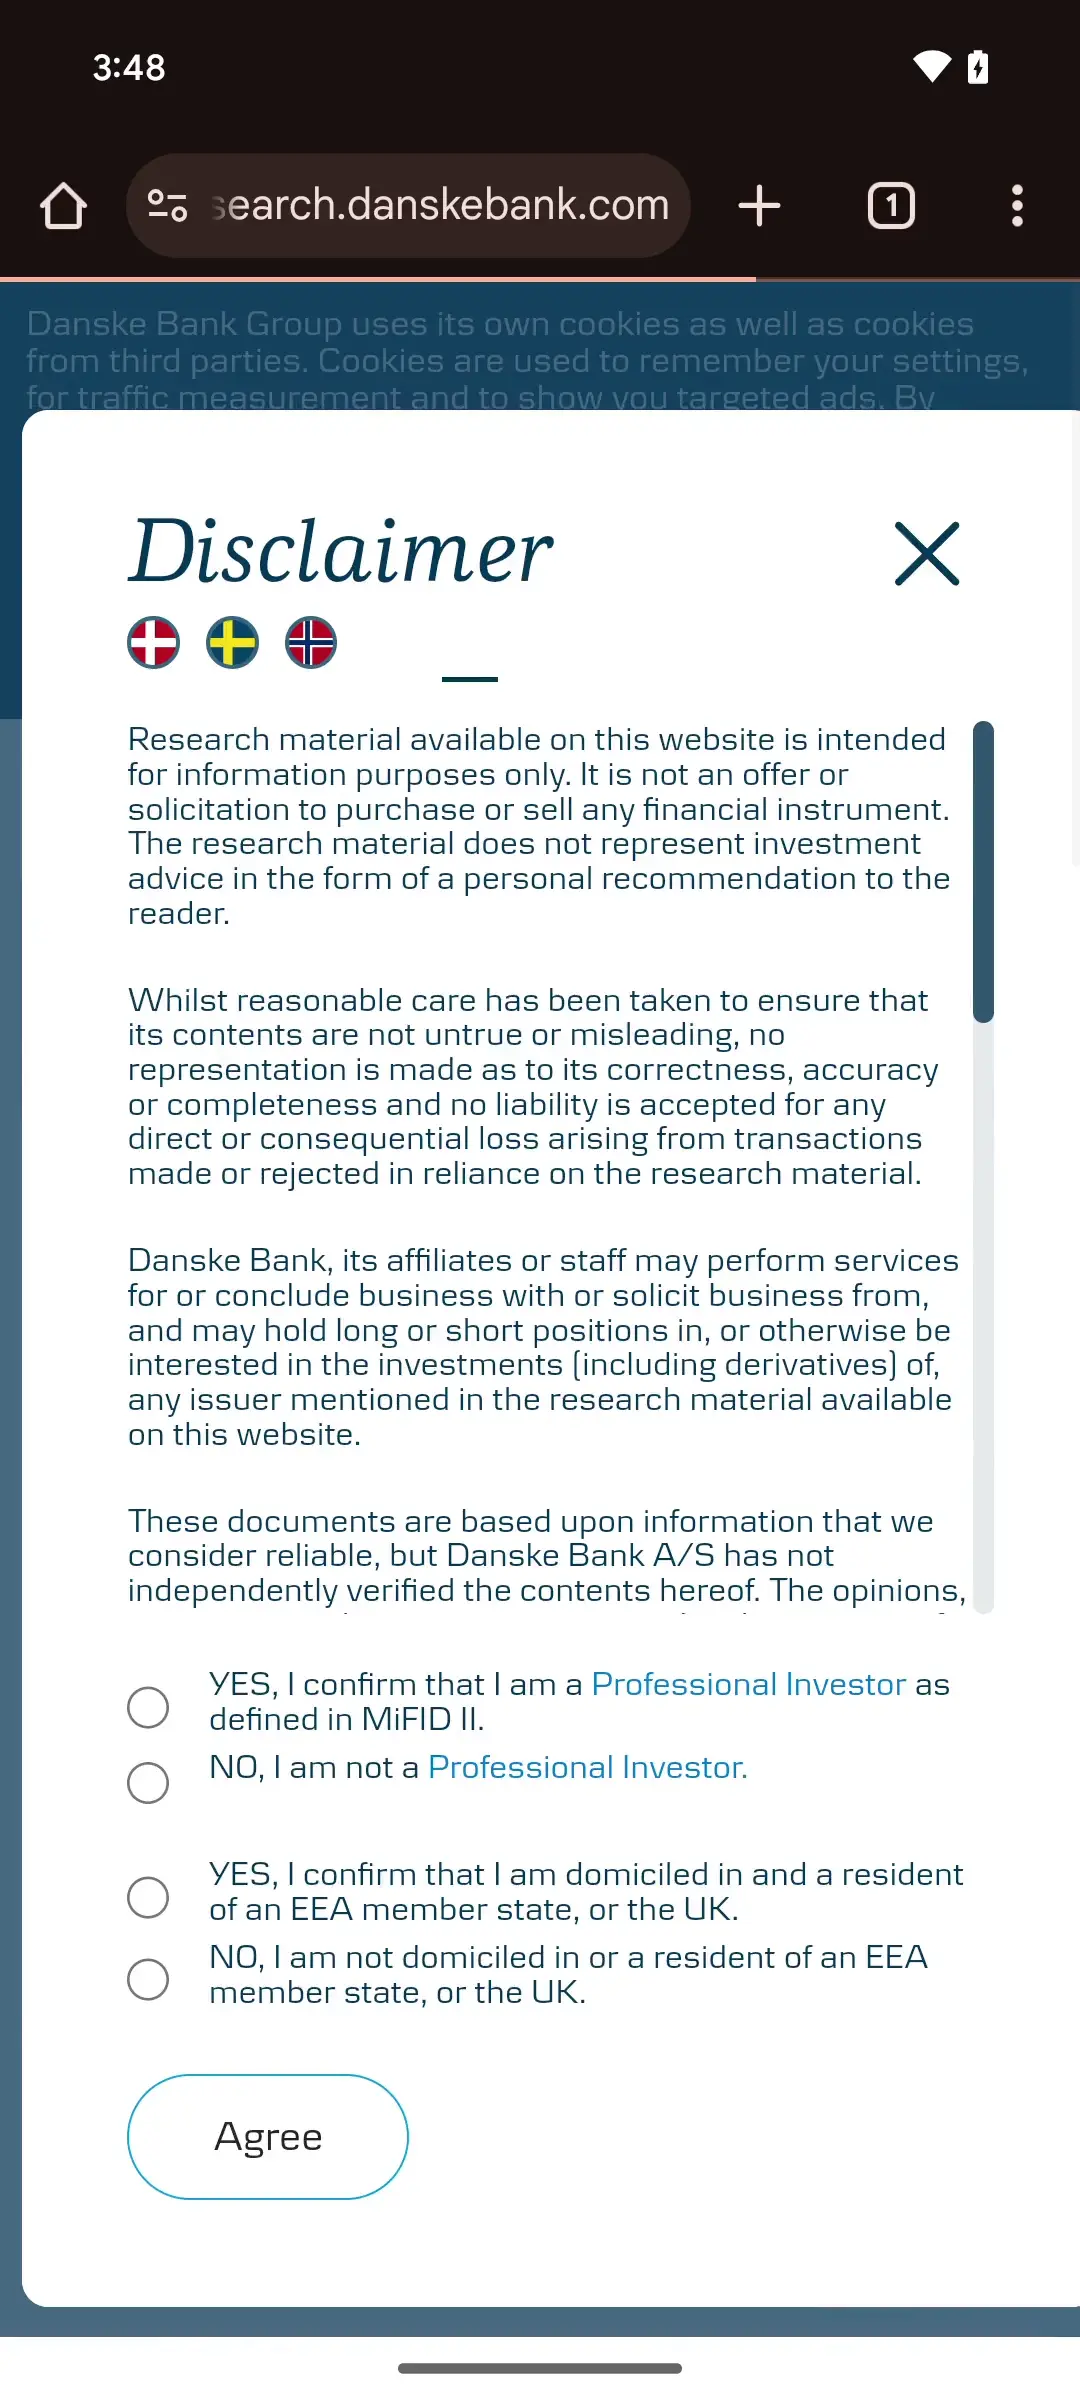 3:48
search.danskebank.com
1
Danske Bank Group uses its own cookies as well as cookies
from third parties. Cookies are used to remember your settings,
for traffic measurement and to show you targeted ads. By
Disclaimer
Research material available on this website is intended
for information purposes only. It is not an offer or
solicitation to purchase or sell any financial instrument.
The research material does not represent investment
advice in the form of a personal recommendation to the
reader.
Whilst reasonable care has been taken to ensure that
its contents are not untrue or misleading, no
representation is made as to its correctness, accuracy
or completeness and no liability is accepted for any
direct or consequential loss arising from transactions
made or rejected in reliance on the research material.
Danske Bank, its affiliates or staff may perform services
for or conclude business with or solicit business from,
and may hold long or short positions in, or otherwise be
interested in the investments (including derivatives) of,
any issuer mentioned in the research material available
on this website.
These documents are based upon information that we
consider reliable, but Danske Bank A/S has not
independently verified the contents hereof. The opinions,
YES, I confirm that I am a Professional Investor as
defined in MiFID II.
NO, I am not a Professional Investor.
YES, I confirm that I am domiciled in and a resident
of an EEA member state, or the UK.
NO, I am not domiciled in or a resident of an EEA
member state, or the UK.
Agree